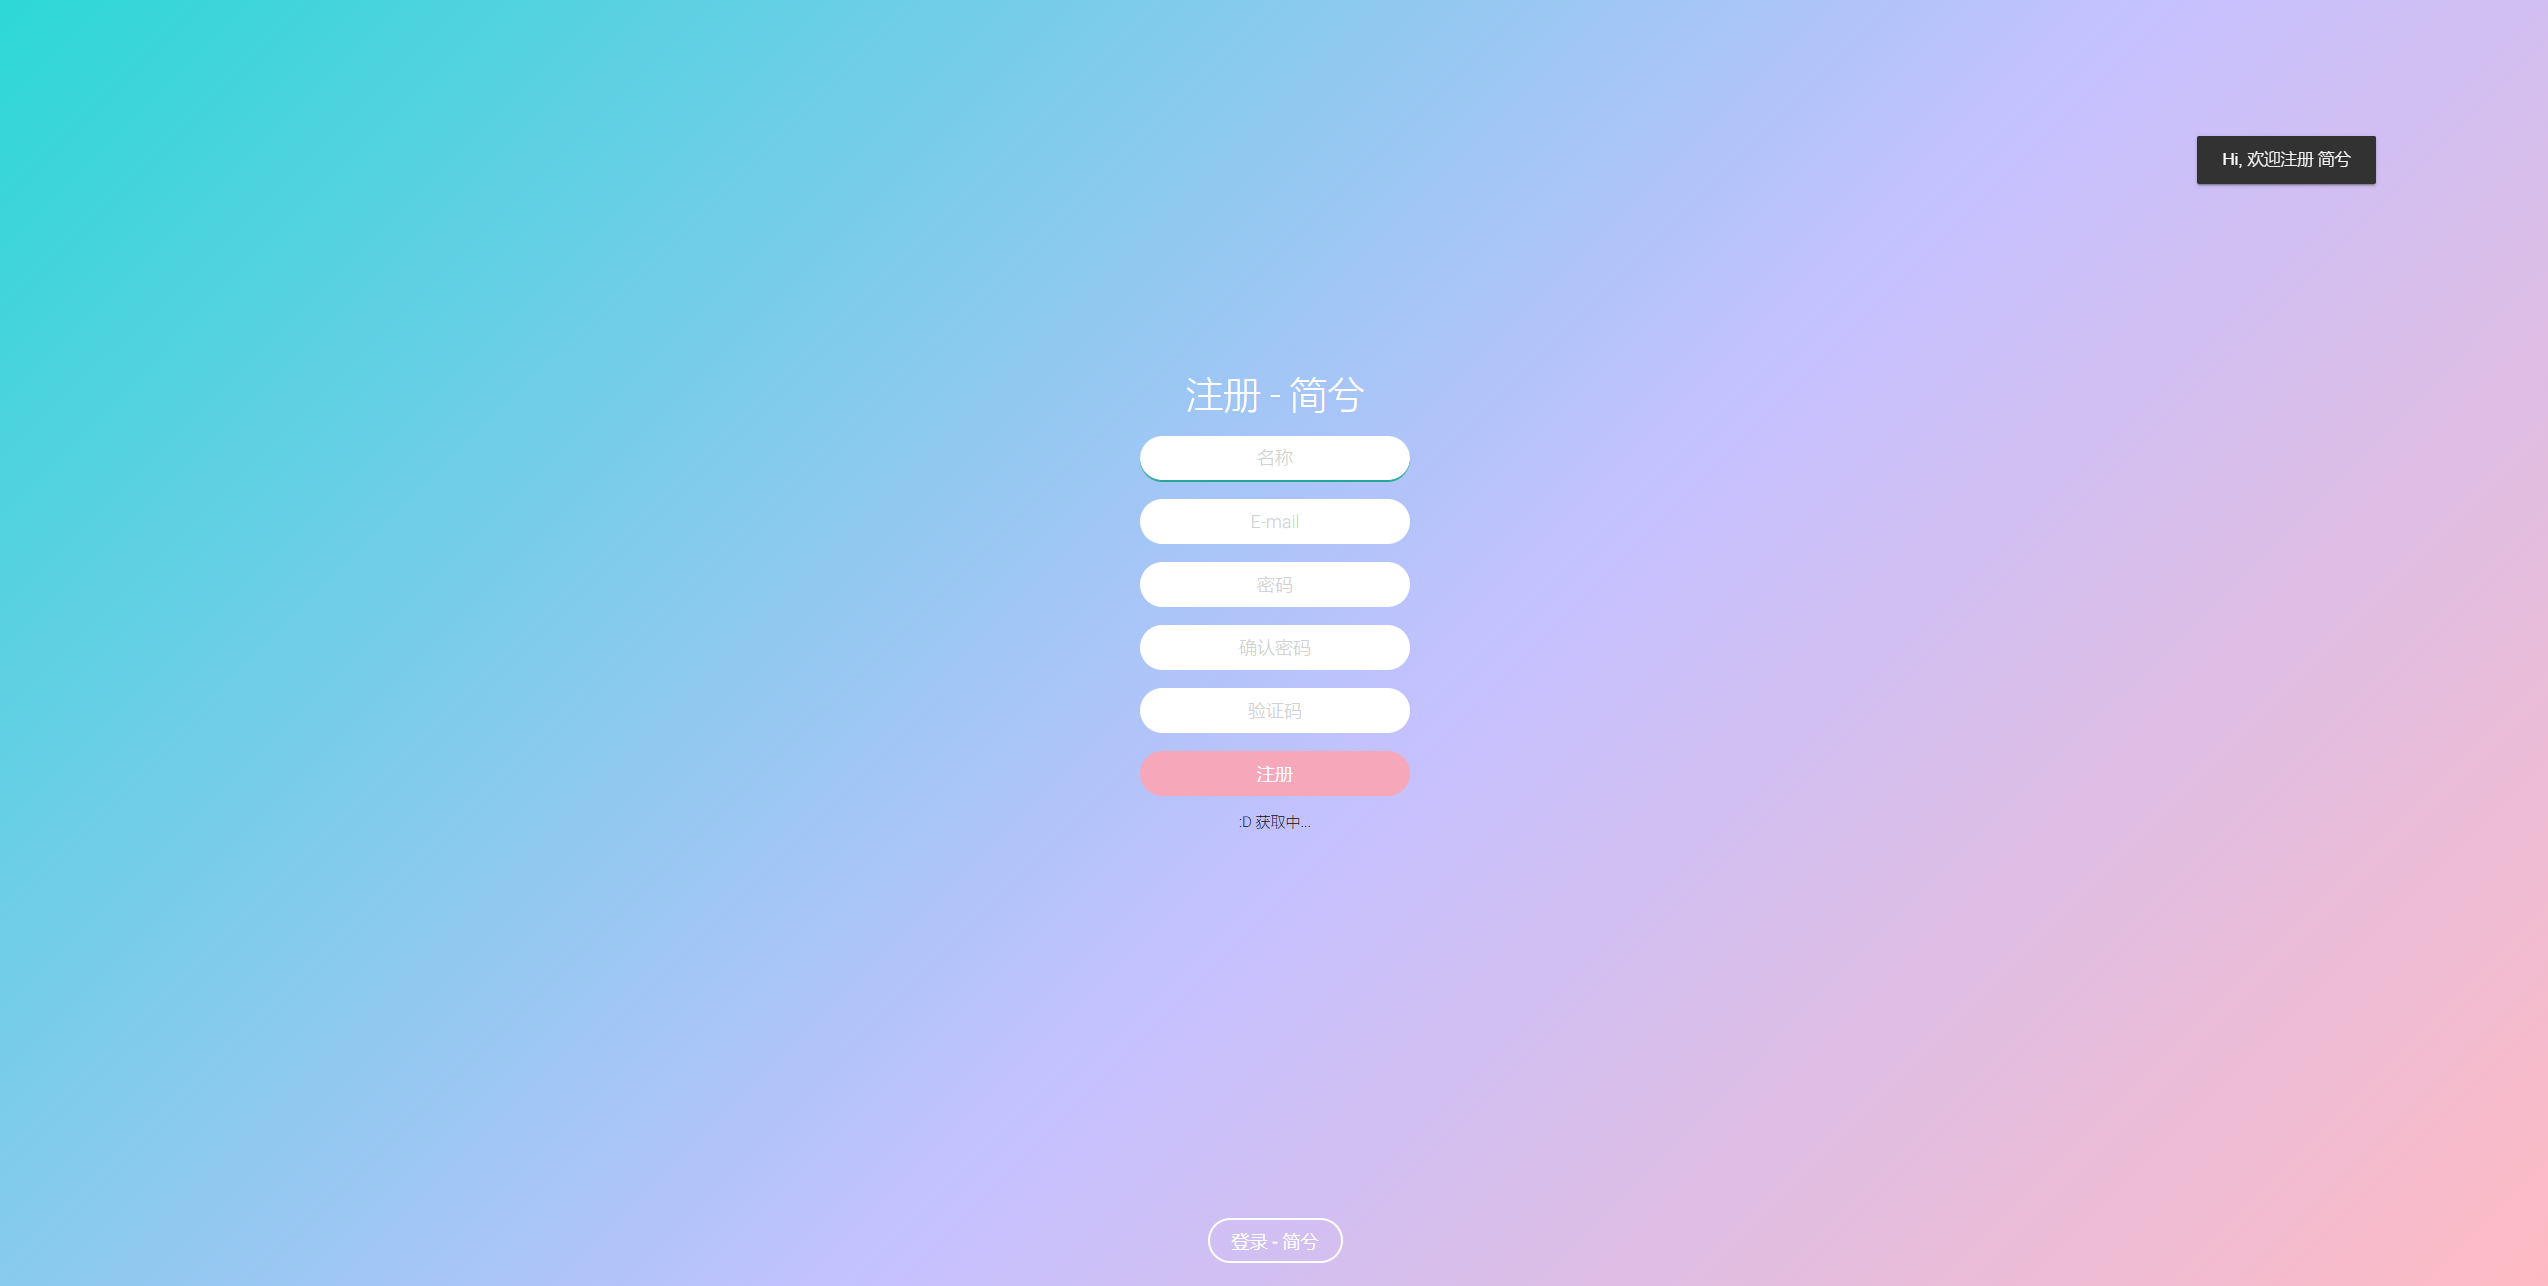 Hi, 欢迎注册 简兮
注册 - 简兮
名称
E-mail
密码
确认密码
验证码
注册
:D 获取中...
登录 - 简兮